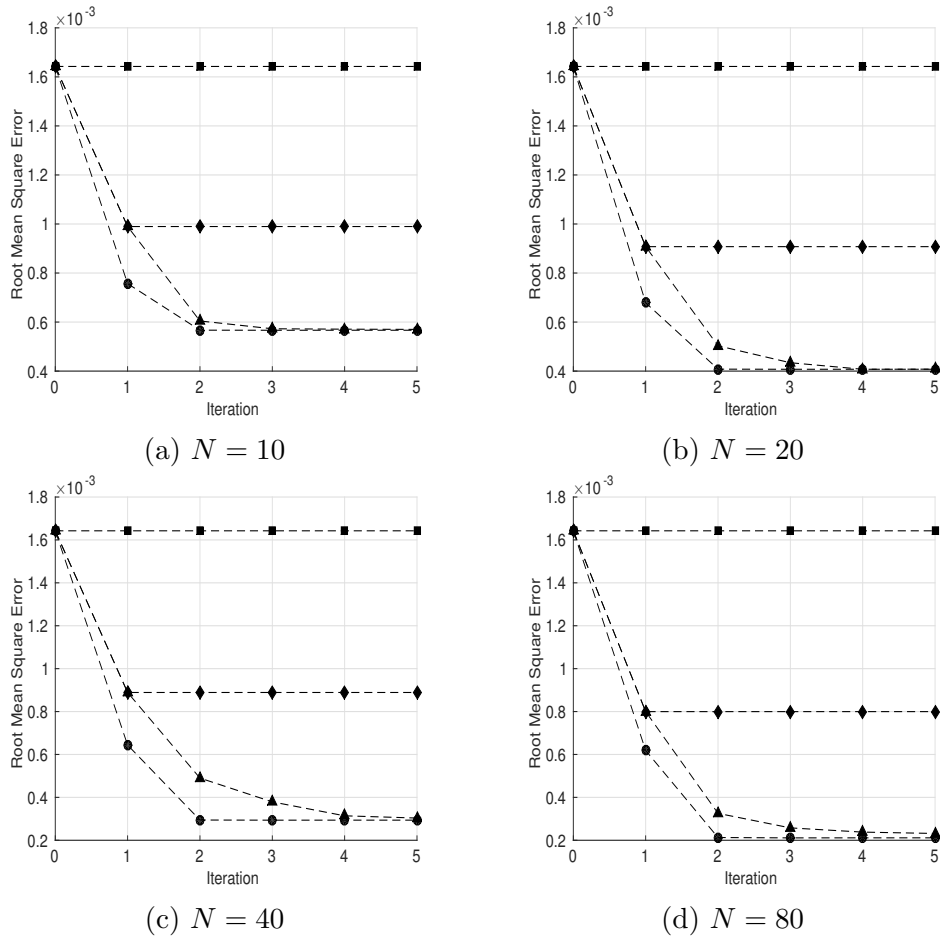 ×10⁻³
1.8
1.6
1.4
1.2
1
0.8
0.6
0.4
Root Mean Square Error
0 1 2 3 4 5
Iteration
(a) N = 10
×10⁻³
1.8
1.6
1.4
1.2
1
0.8
0.6
0.4
Root Mean Square Error
0 1 2 3 4 5
Iteration
(b) N = 20
×10⁻³
1.8
1.6
1.4
1.2
1
0.8
0.6
0.4
0.2
Root Mean Square Error
0 1 2 3 4 5
Iteration
(c) N = 40
×10⁻³
1.8
1.6
1.4
1.2
1
0.8
0.6
0.4
0.2
Root Mean Square Error
0 1 2 3 4 5
Iteration
(d) N = 80